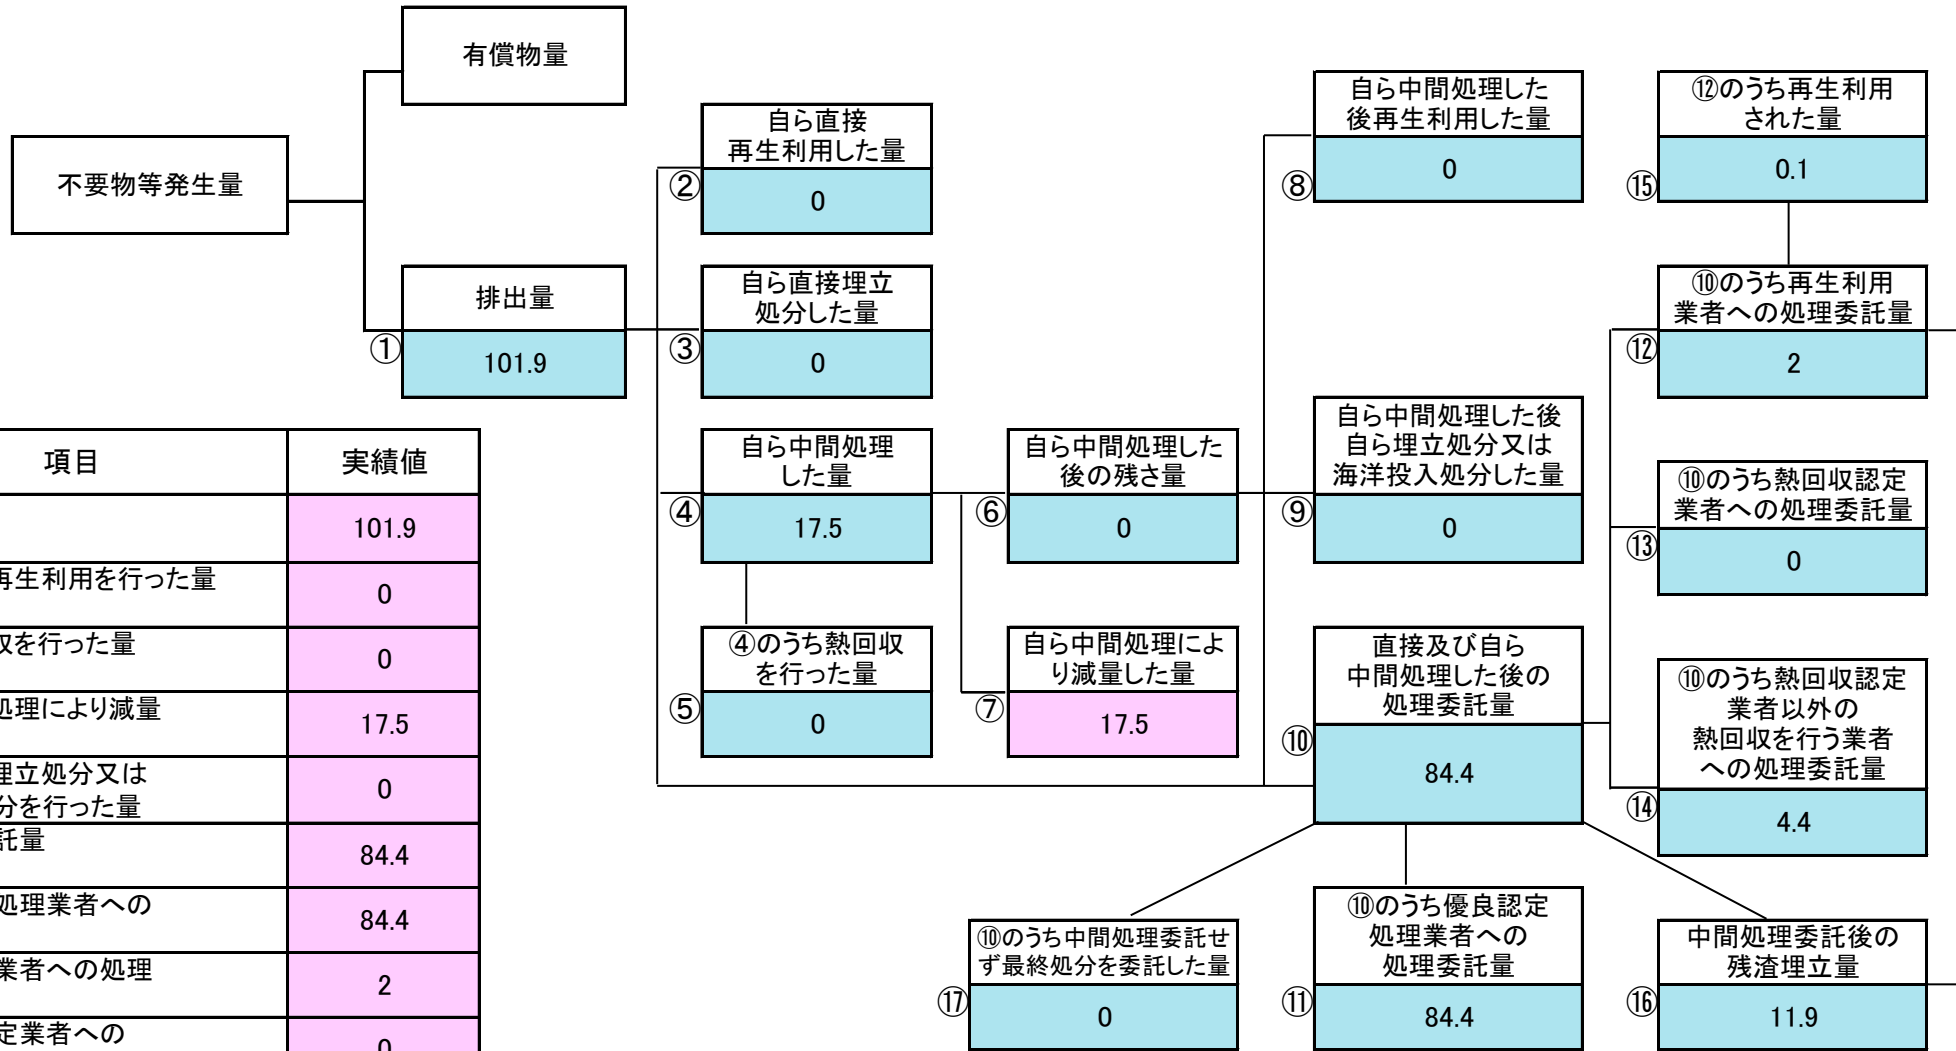 有償物量
不要物等発生量
排出量
①
101.9
自ら直接
再生利用した量
②
0
自ら直接埋立
処分した量
③
0
自ら中間処理
した量
④
17.5
④のうち熱回収
を行った量
⑤
0
自ら中間処理した
後の残さ量
⑥
0
自ら中間処理によ
り減量した量
⑦
17.5
自ら中間処理した
後再生利用した量
⑧
0
自ら中間処理した後
自ら埋立処分又は
海洋投入処分した量
⑨
0
直接及び自ら
中間処理した後の
処理委託量
⑩
84.4
⑫のうち再生利用
された量
⑮
0.1
⑩のうち再生利用
業者への処理委託量
⑫
2
⑩のうち熱回収認定
業者への処理委託量
⑬
0
⑩のうち熱回収認定
業者以外の
熱回収を行う業者
への処理委託量
⑭
4.4
⑩のうち中間処理委託せ
ず最終処分を委託した量
⑰
0
⑩のうち優良認定
処理業者への
処理委託量
⑪
84.4
中間処理委託後の
残渣埋立量
⑯
11.9
項目
実績値
101.9
再生利用を行った量
0
収を行った量
0
処理により減量
17.5
埋立処分又は
分を行った量
0
託量
84.4
処理業者への
84.4
業者への処理
2
定業者への
0